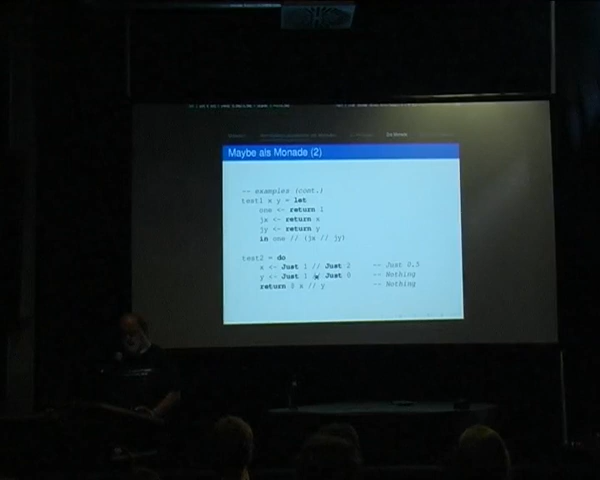 Maybe als Monade (2)
-- examples (cont.)
test1 x y = let
one <- return 1
jx <- return x
jy <- return y
in one // (jx // jy)
test2 = do
x <- Just 1 // Just 2 -- Just 0.5
y <- Just 1 // Just 0 -- Nothing
return $ x // y -- Nothing